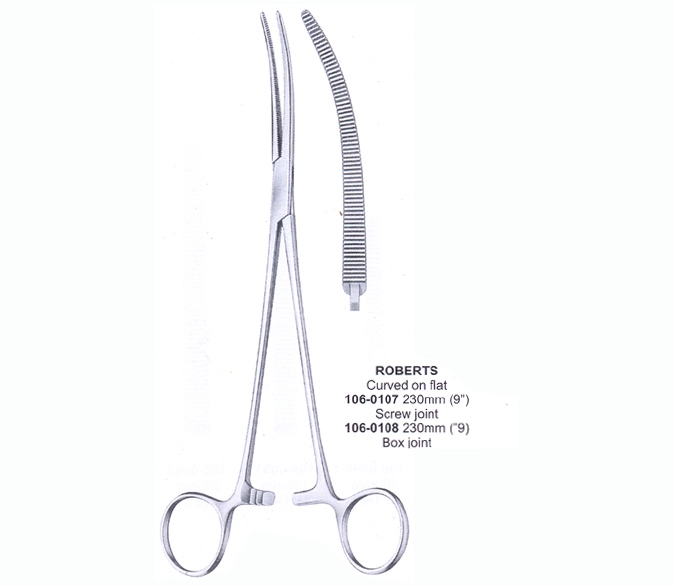 ROBERTS
Curved on flat
106-0107 230mm (9")
Screw joint
106-0108 230mm ("9)
Box joint